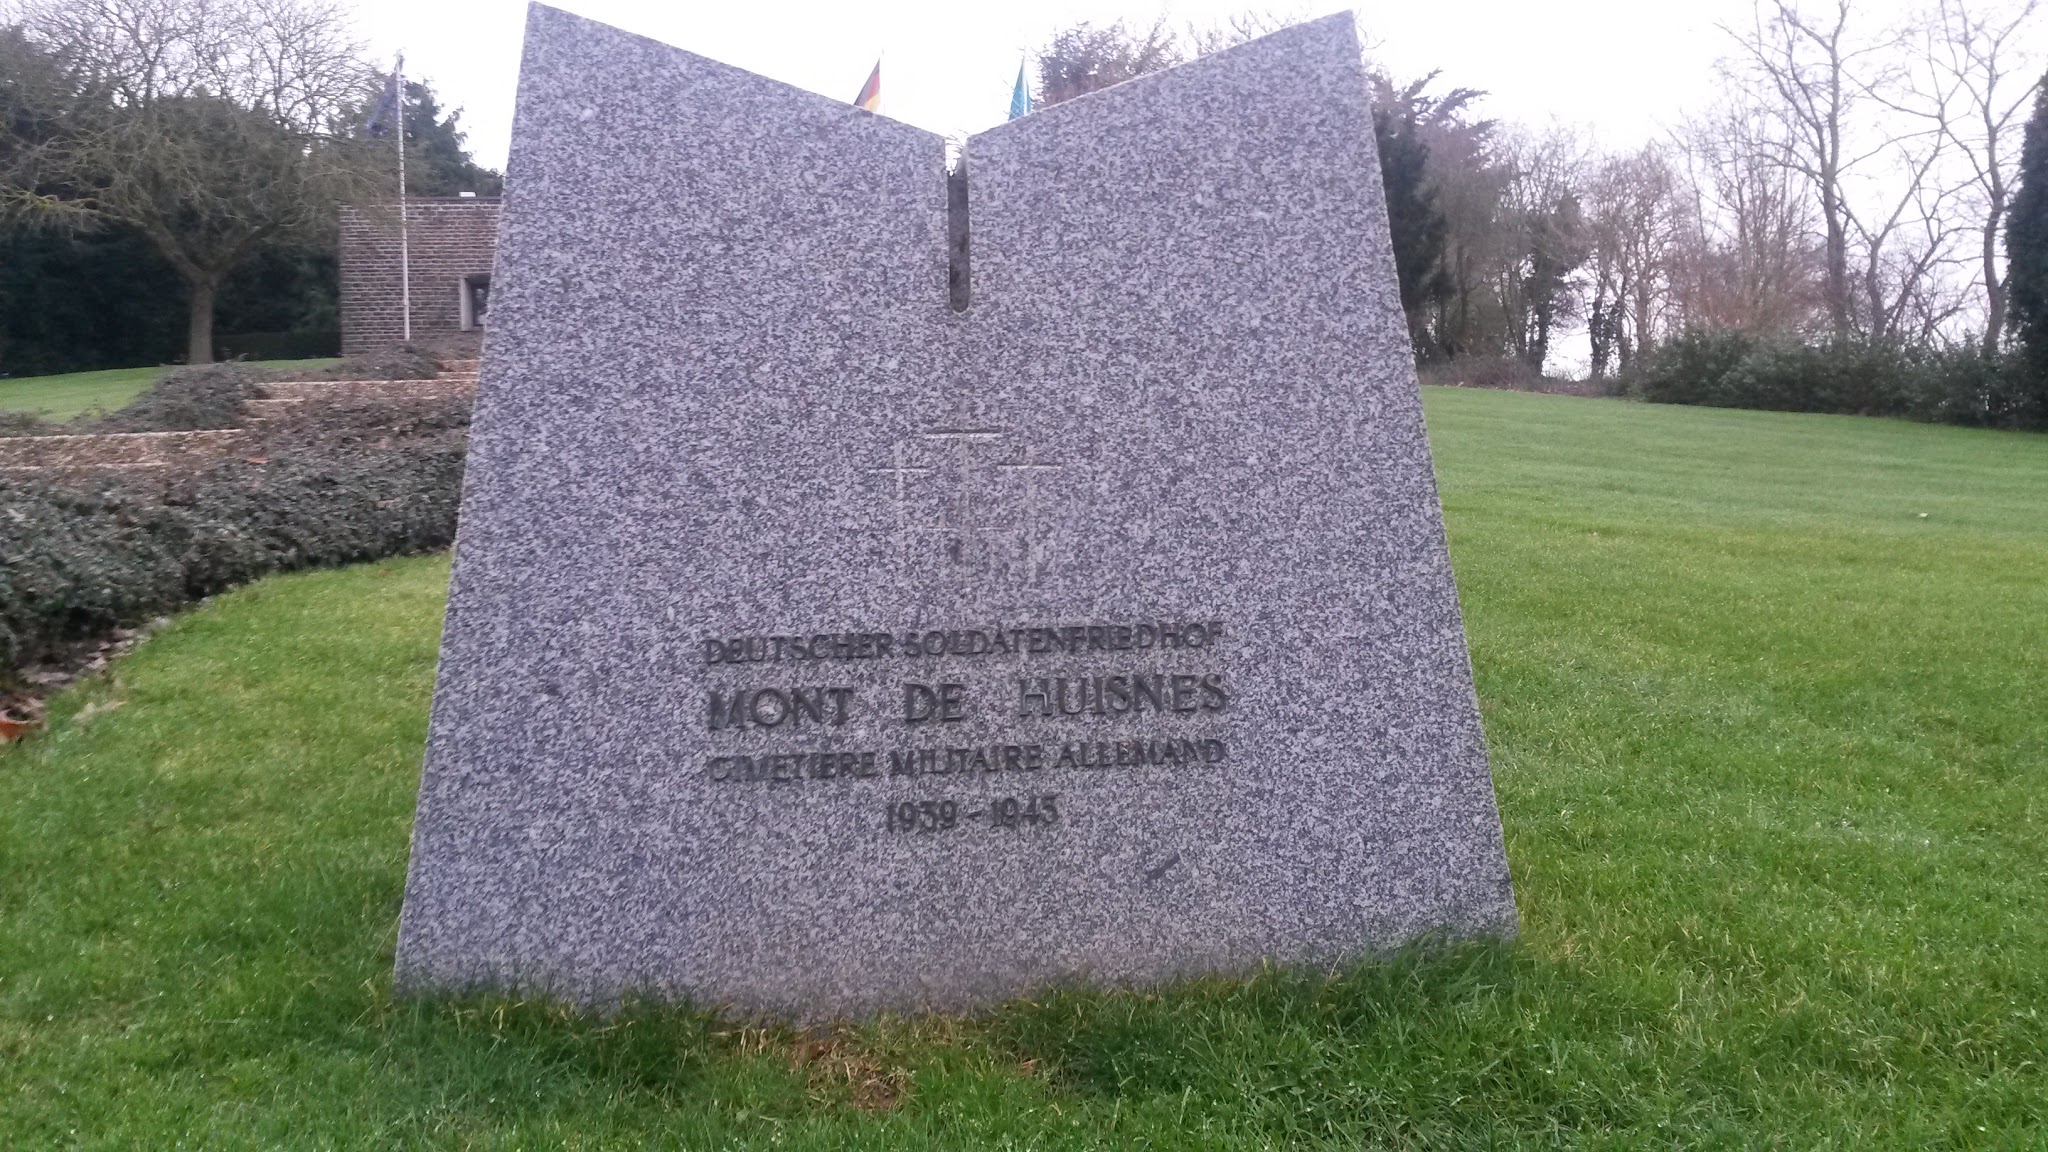 DEUTSCHER SOLDATENFRIEDHOF
MONT DE HUISNES
CIMETIERE MILITAIRE ALLEMAND
1939-1945